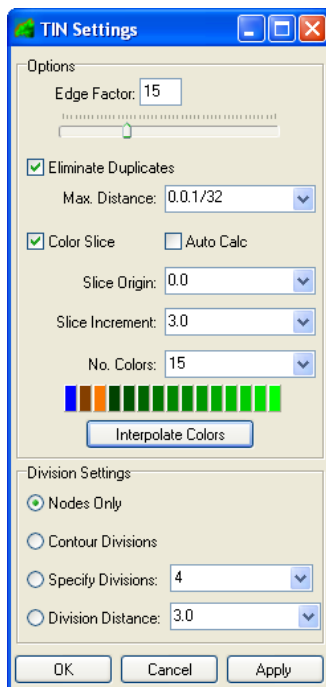 TIN Settings
Options
Edge Factor: 15
Eliminate Duplicates
Max. Distance: 0.0.1/32
Color Slice Auto Calc
Slice Origin: 0.0
Slice Increment: 3.0
No. Colors: 15
Interpolate Colors
Division Settings
Nodes Only
Contour Divisions
Specify Divisions: 4
Division Distance: 3.0
OK Cancel Apply